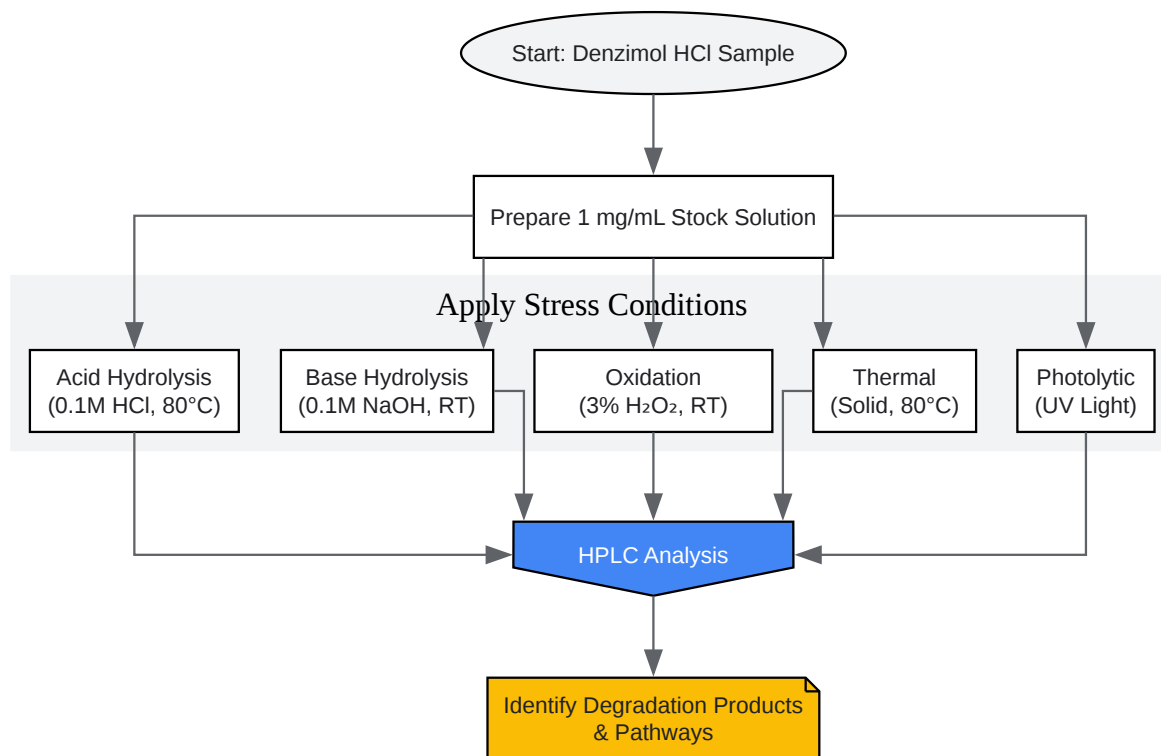 Start: Denzimol HCl Sample
Prepare 1 mg/mL Stock Solution
Apply Stress Conditions
Acid Hydrolysis
(0.1M HCl, 80°C)
Base Hydrolysis
(0.1M NaOH, RT)
Oxidation
(3% H₂O₂, RT)
Thermal
(Solid, 80°C)
Photolytic
(UV Light)
HPLC Analysis
Identify Degradation Products
& Pathways